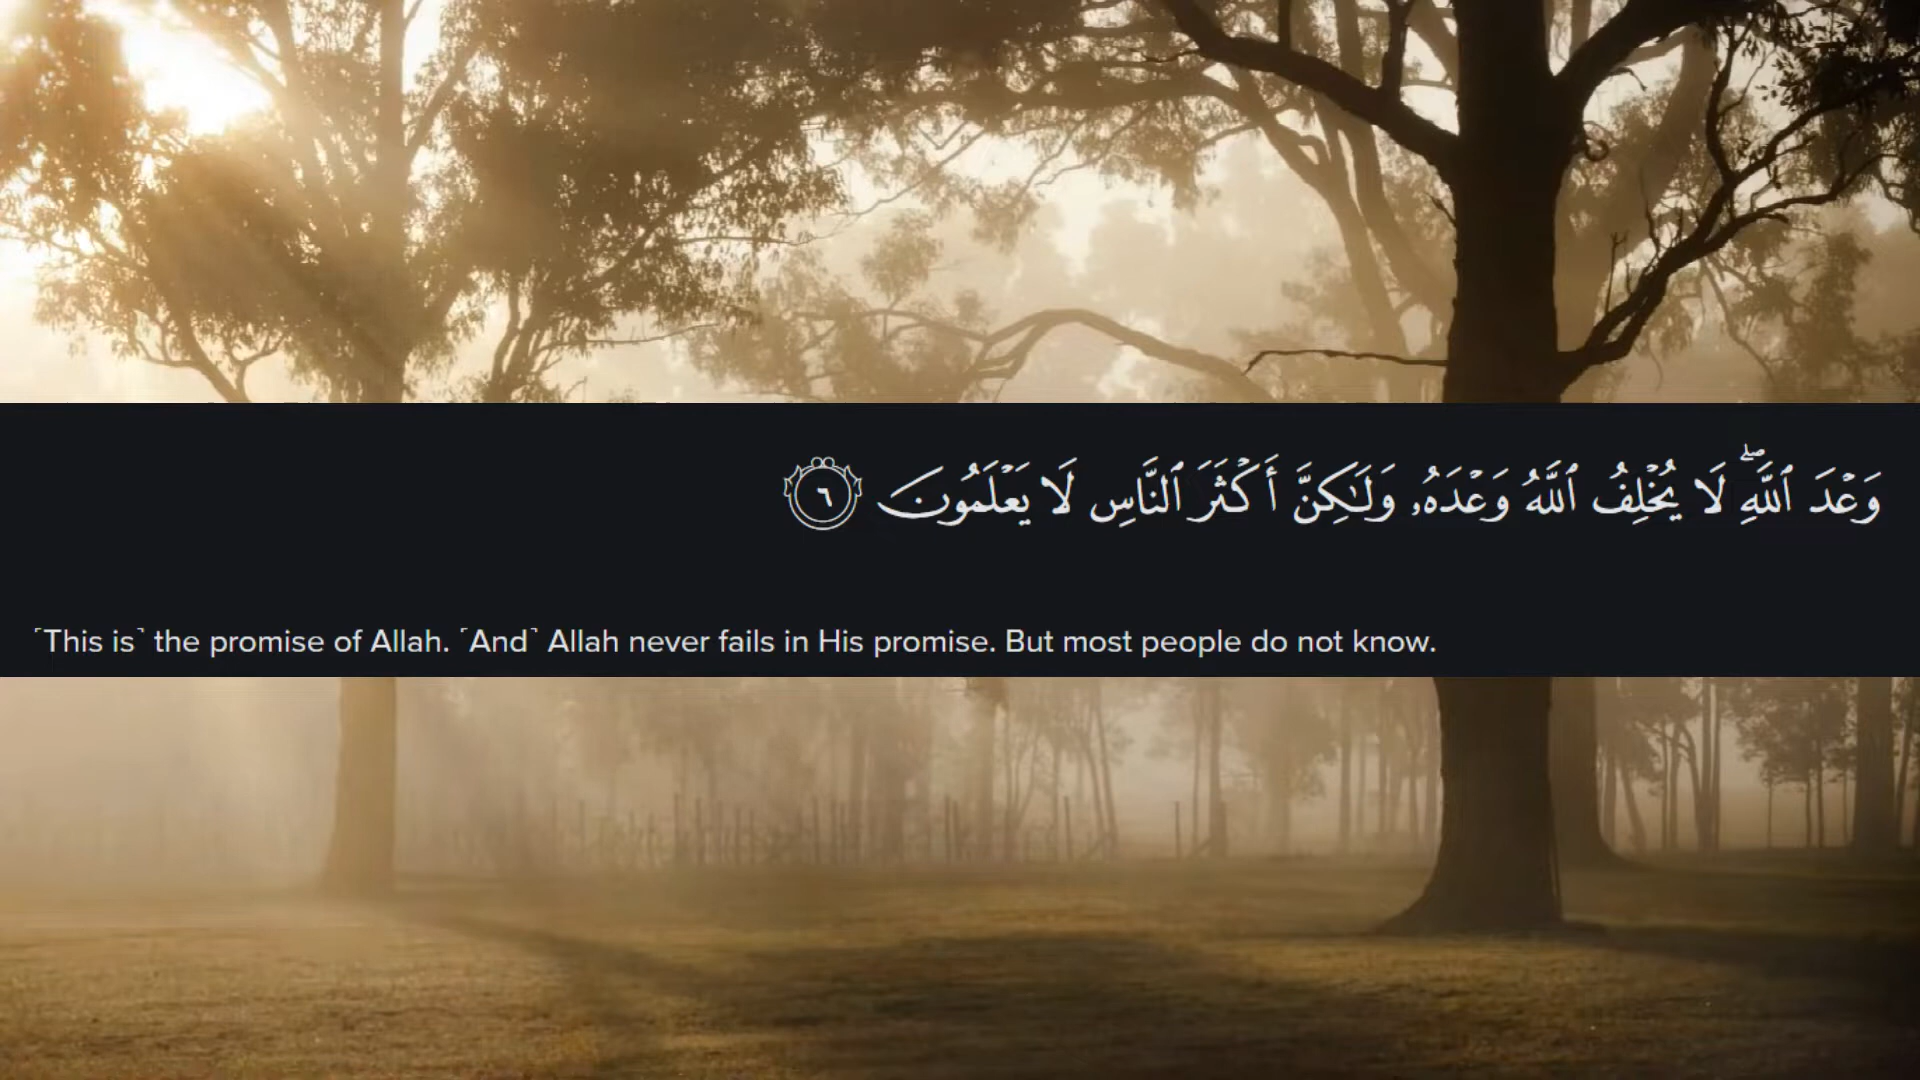 وَعْدَ ٱللَّهِ ۖ لَا يُخْلِفُ ٱللَّهُ وَعْدَهُۥ وَلَـٰكِنَّ أَكْثَرَ ٱلنَّاسِ لَا يَعْلَمُونَ ٦
˹This is˺ the promise of Allah. ˹And˺ Allah never fails in His promise. But most people do not know.